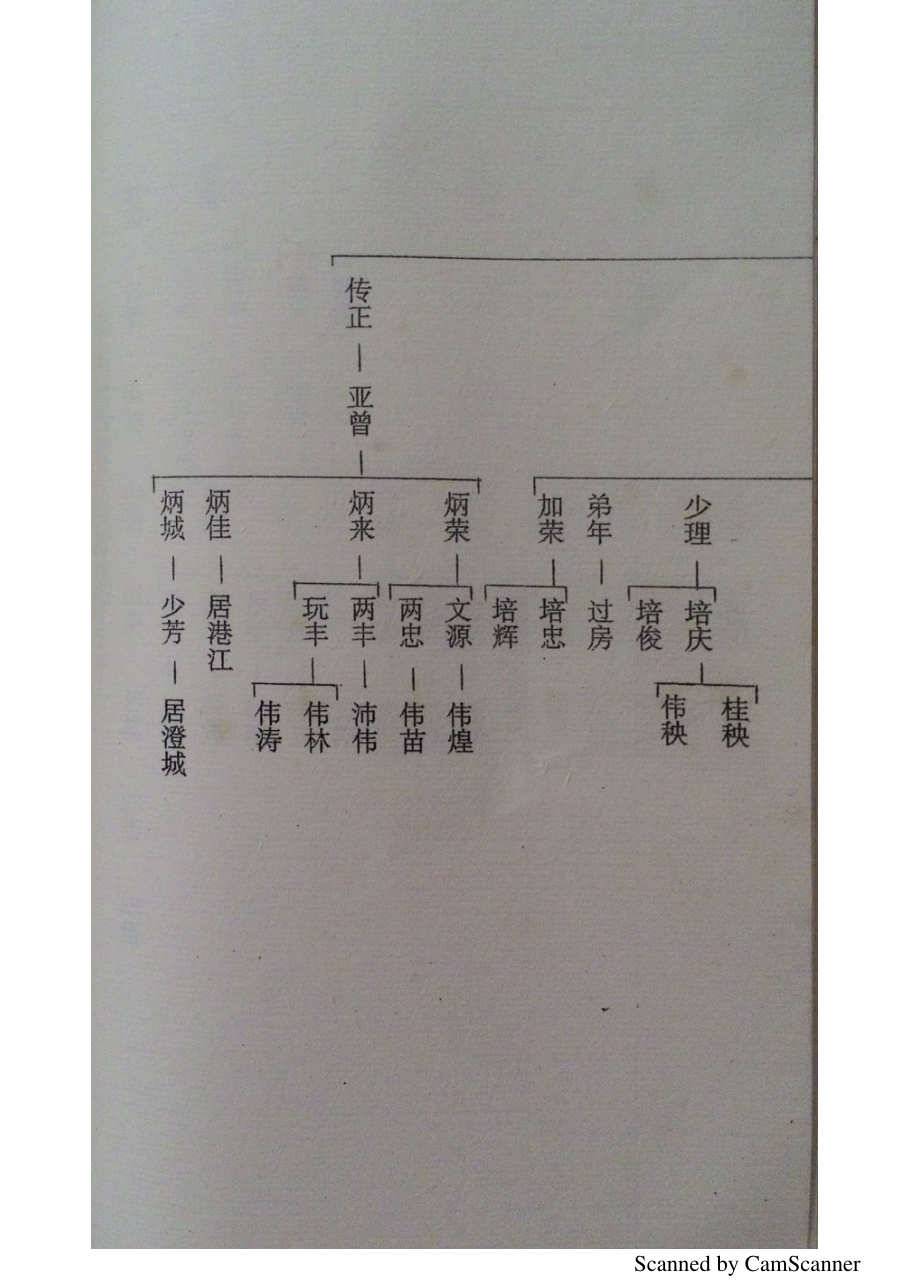 传正
亚曾
少理
弟年
加荣
炳荣
炳来
炳佳
炳城
培庆
培俊
过房
培忠
培辉
文源
两忠
两丰
玩丰
居港江
少芳
桂秧
伟秧
伟煌
伟苗
沛伟
伟林
伟涛
居澄城
Scanned by CamScanner